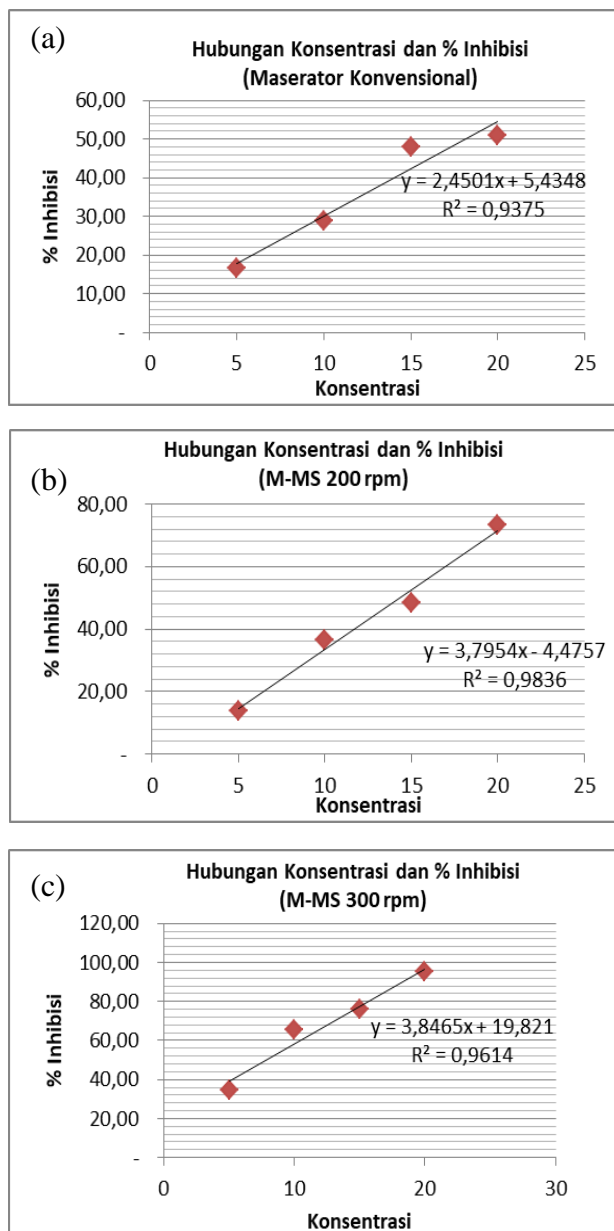 (a)
Hubungan Konsentrasi dan % Inhibisi
(Maserator Konvensional)
% Inhibisi
60,00
50,00
40,00
30,00
20,00
10,00
-
y = 2,4501x + 5,4348
R² = 0,9375
0 5 10 15 20 25
Konsentrasi
(b)
Hubungan Konsentrasi dan % Inhibisi
(M-MS 200 rpm)
% Inhibisi
80,00
60,00
40,00
20,00
-
y = 3,7954x - 4,4757
R² = 0,9836
0 5 10 15 20 25
Konsentrasi
(c)
Hubungan Konsentrasi dan % Inhibisi
(M-MS 300 rpm)
% Inhibisi
120,00
100,00
80,00
60,00
40,00
20,00
-
y = 3,8465x + 19,821
R² = 0,9614
0 10 20 30
Konsentrasi